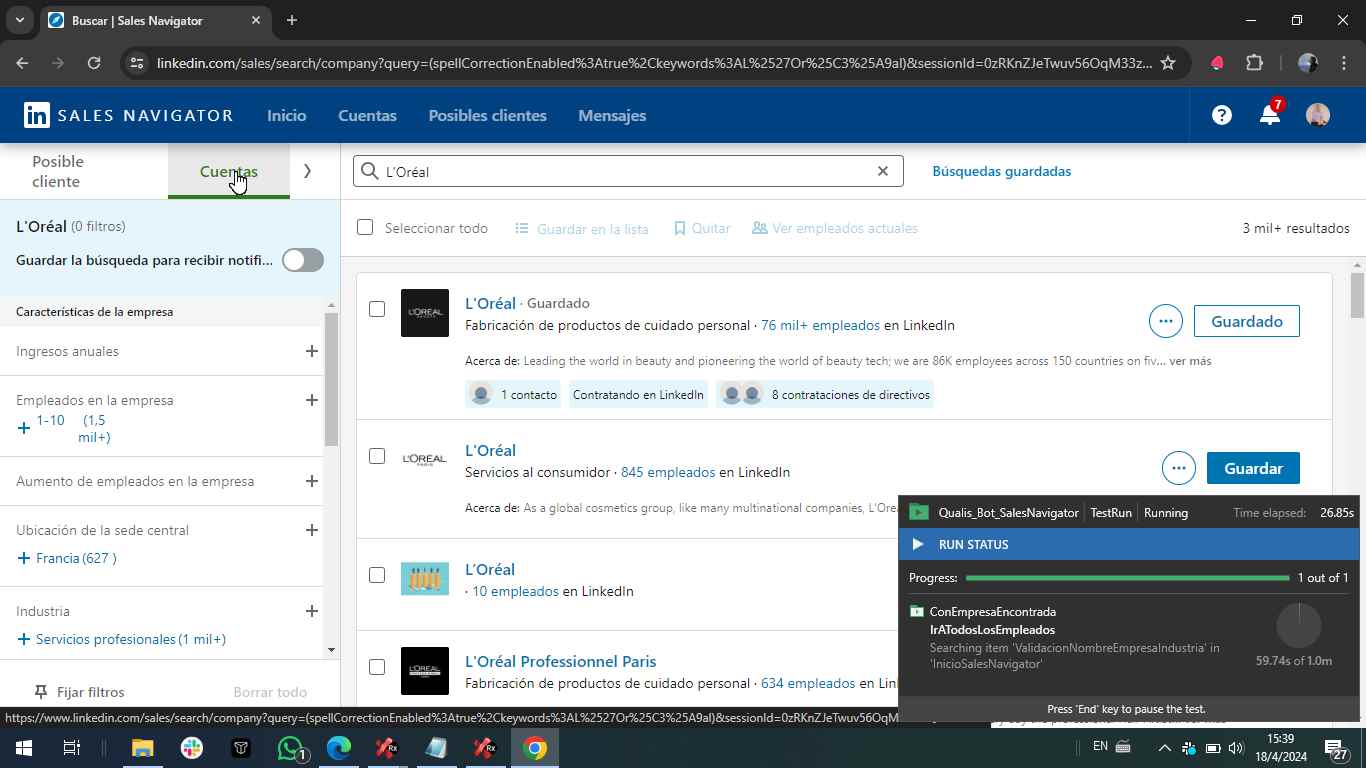 Buscar | Sales Navigator
linkedin.com/sales/search/company?query=(spellCorrectionEnabled%3Atrue%2Ckeywords%3AL%2527Or%25C3%25A9al)&sessionId=0zRKnZJeTwuv56OqM33z...
in SALES NAVIGATOR
Inicio
Cuentas
Posibles clientes
Mensajes
7
Posible
cliente
Cuentas
L'Oréal
Búsquedas guardadas
L'Oréal (0 filtros)
Guardar la búsqueda para recibir notifi...
Seleccionar todo
Guardar en la lista
Quitar
Ver empleados actuales
3 mil+ resultados
Características de la empresa
Ingresos anuales
Empleados en la empresa
1-10 (1,5
mil+)
Aumento de empleados en la empresa
Ubicación de la sede central
Francia (627 )
Industria
Servicios profesionales (1 mil+)
Fijar filtros
Borrar todo
L'ORÉAL
L'Oréal · Guardado
Fabricación de productos de cuidado personal · 76 mil+ empleados en LinkedIn
Guardado
Acerca de: Leading the world in beauty and pioneering the world of beauty tech; we are 86K employees across 150 countries on fiv... ver más
1 contacto
Contratando en LinkedIn
8 contrataciones de directivos
L'ORÉAL
PARIS
L'Oréal
Servicios al consumidor · 845 empleados en LinkedIn
Guardar
Acerca de: As a global cosmetics group, like many multinational companies, L'Ore
L'Oréal
· 10 empleados en LinkedIn
L'ORÉAL
L'Oréal Professionnel Paris
Fabricación de productos de cuidado personal · 634 empleados en Lin
https://www.linkedin.com/sales/search/company?query=(spellCorrectionEnabled%3Atrue%2Ckeywords%3AL%2527Or%25C3%25A9al)&sessionId=0zRKnZJeTwuv56OqM
Qualis_Bot_SalesNavigator
TestRun
Running
Time elapsed: 26.85s
RUN STATUS
Progress:
1 out of 1
ConEmpresaEncontrada
IrATodosLosEmpleados
Searching item 'ValidacionNombreEmpresaIndustria' in
'InicioSalesNavigator'
59.74s of 1.0m
Press 'End' key to pause the test.
1
Rx
Rx
EN
15:39
18/4/2024
27